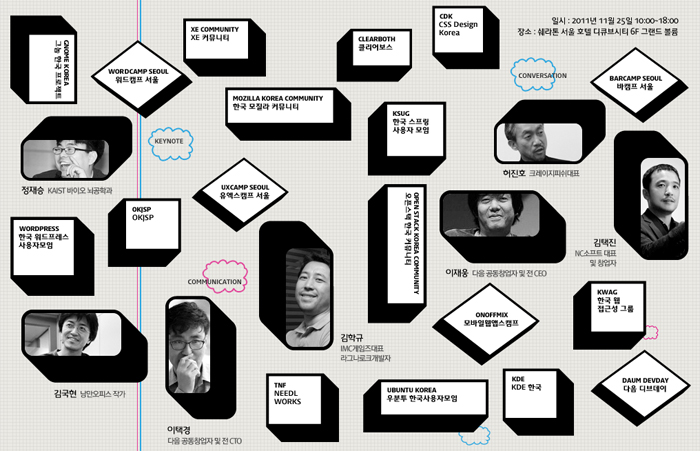 일시 : 2011년 11월 25일 10:00~18:00
장소 : 쉐라톤 서울 호텔 디큐브시티 6F 그랜드 볼륨
GNOME KOREA
그놈 한국 프로젝트
WORDCAMP SEOUL
워드캠프 서울
XE COMMUNITY
XE 커뮤니티
CLEARBOTH
클리어보스
CDK
CSS Design
Korea
CONVERSATION
BARCAMP SEOUL
바캠프 서울
MOZILLA KOREA COMMUNITY
한국 모질라 커뮤니티
KSUG
한국 스프링
사용자 모임
KEYNOTE
정재승 KAIST 바이오 뇌공학과
허진호 크레이지피쉬대표
UXCAMP SEOUL
유엑스캠프 서울
OPEN STACK KOREA COMMUNITY
오픈스택 한국 커뮤니티
OKJSP
OKJSP
WORDPRESS
한국 워드프레스
사용자모임
이재웅 다음 공동창업자 및 전 CEO
김택진
NC소프트 대표
및 창업자
COMMUNICATION
김학규
IMC게임즈대표
라그나로크개발자
ONOFFMIX
모바일웹앱스캠프
KWAG
한국 웹
접근성 그룹
김국현 낭만오피스 작가
이택경
다음 공동창업자 및 전 CTO
TNF
NEEDL
WORKS
UBUNTU KOREA
우분투 한국사용자모임
KDE
KDE 한국
DAUM DEVDAY
다음 디브데이